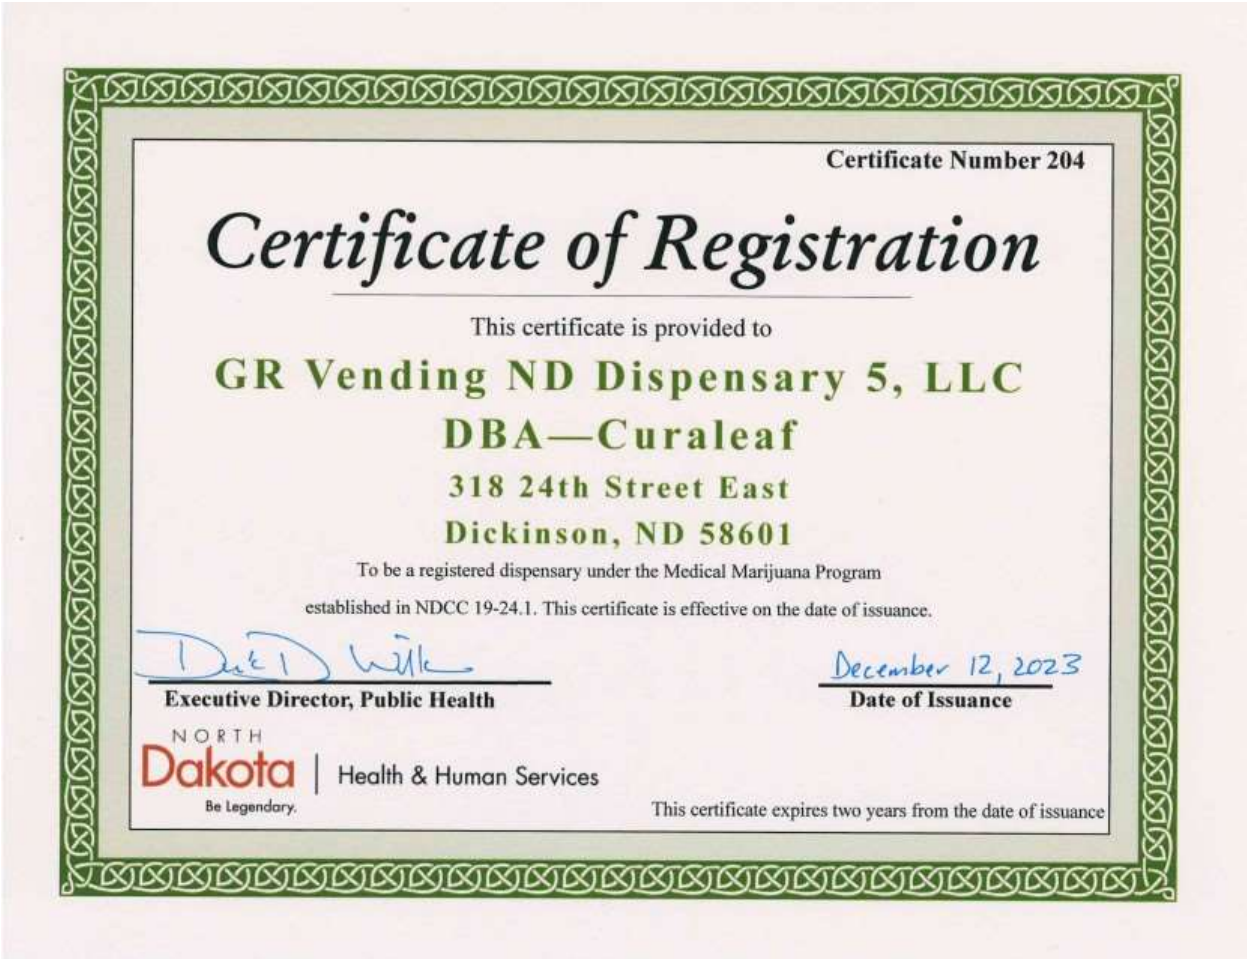 Certificate Number 204
Certificate of Registration
This certificate is provided to
GR Vending ND Dispensary 5, LLC
DBA—Curaleaf
318 24th Street East
Dickinson, ND 58601
To be a registered dispensary under the Medical Marijuana Program
established in NDCC 19-24.1. This certificate is effective on the date of issuance.
December 12, 2023
Executive Director, Public Health
Date of Issuance
NORTH
Dakota
Health & Human Services
Be Legendary.
This certificate expires two years from the date of issuance